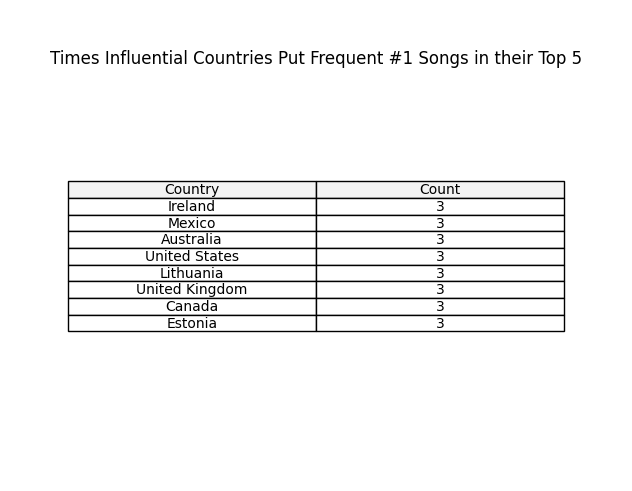 Times Influential Countries Put Frequent #1 Songs in their Top 5
Country Count
Ireland 3
Mexico 3
Australia 3
United States 3
Lithuania 3
United Kingdom 3
Canada 3
Estonia 3